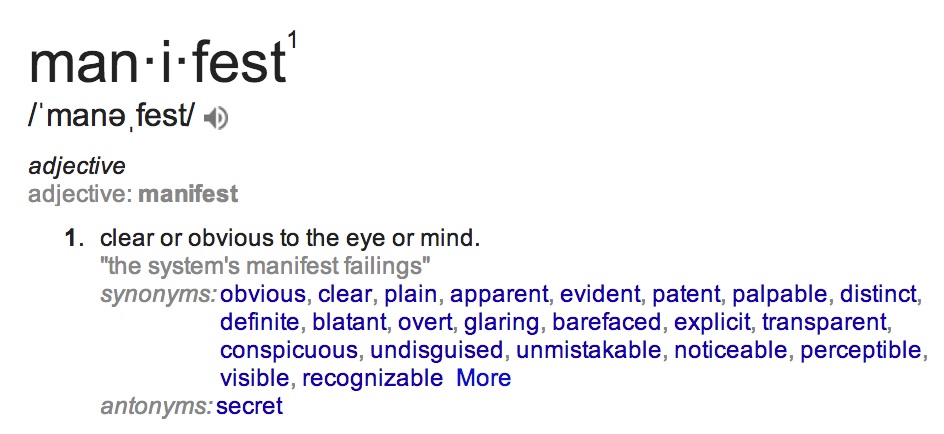 man·i·fest¹
/ˈmanəˌfest/
adjective
adjective: manifest
1. clear or obvious to the eye or mind.
"the system's manifest failings"
synonyms: obvious, clear, plain, apparent, evident, patent, palpable, distinct,
definite, blatant, overt, glaring, barefaced, explicit, transparent,
conspicuous, undisguised, unmistakable, noticeable, perceptible,
visible, recognizable More
antonyms: secret